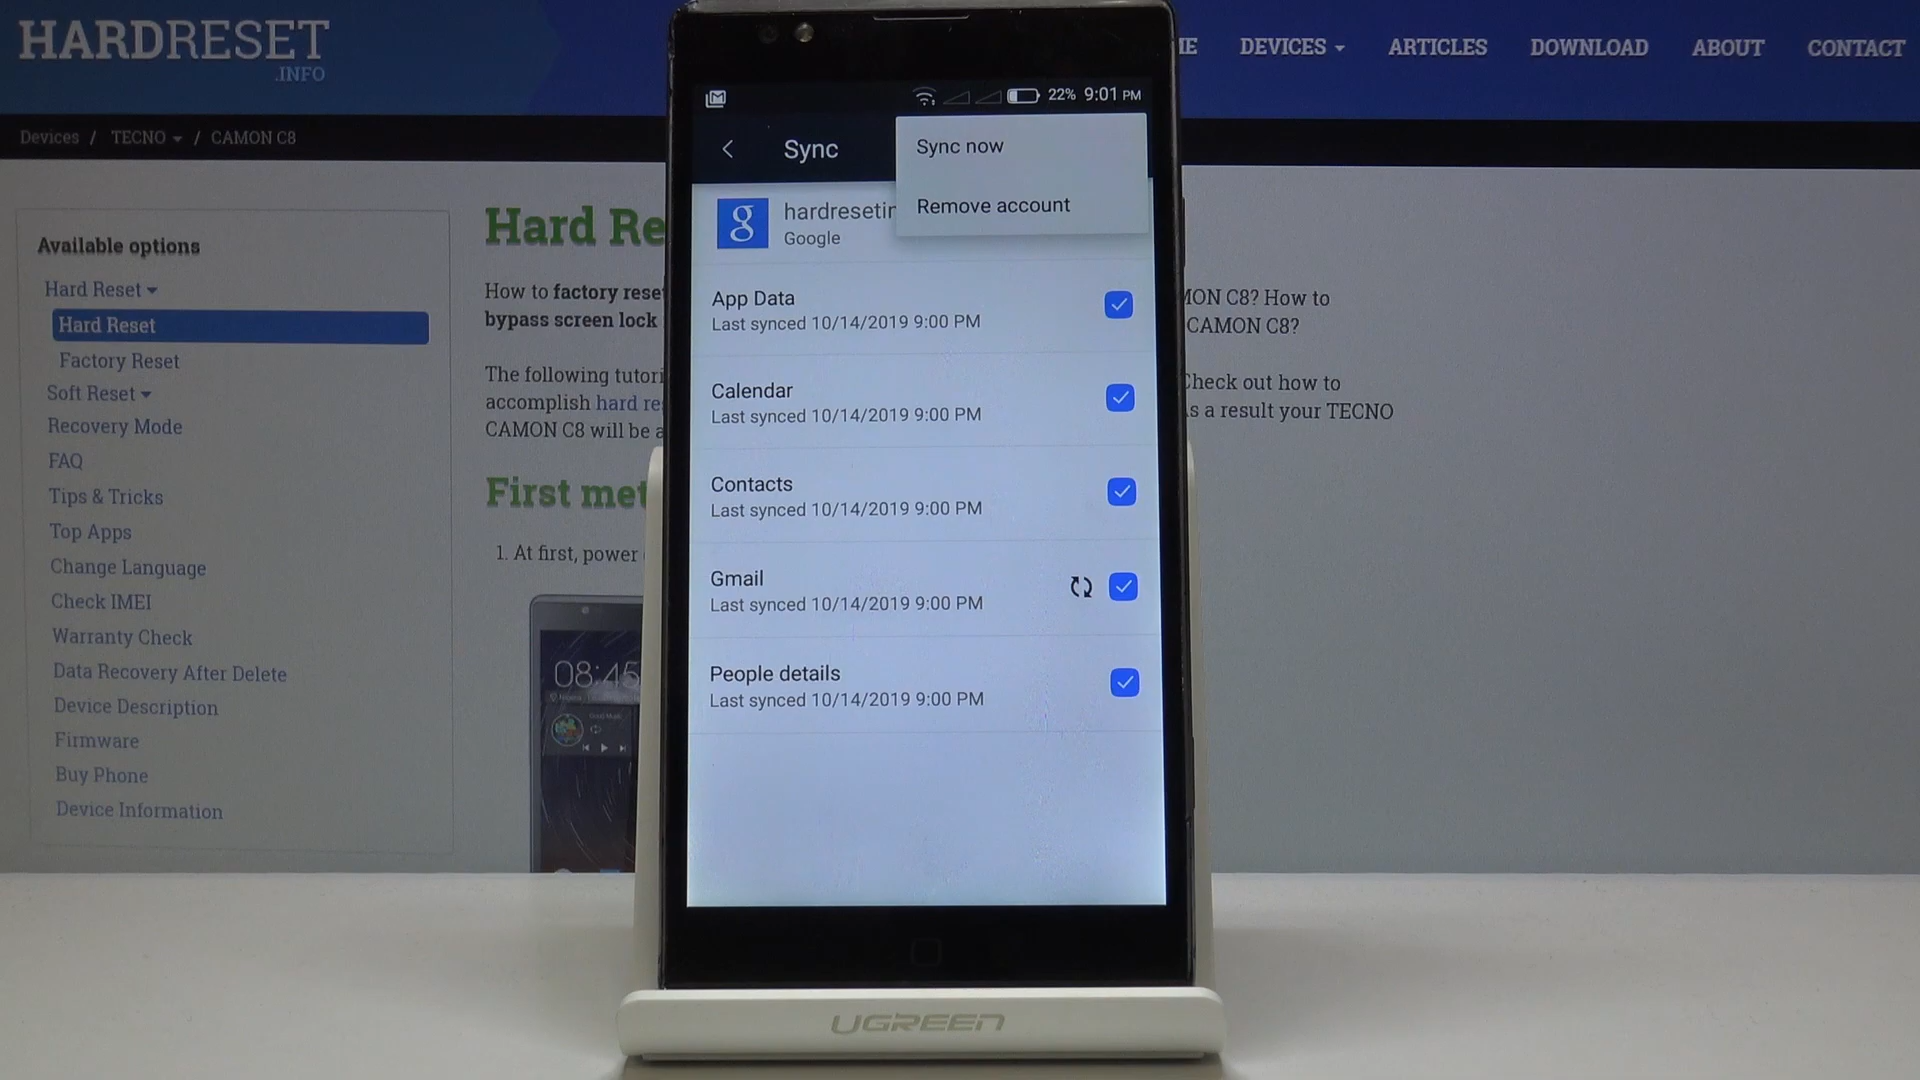 HARDRESET
.INFO
DEVICES
ARTICLES
DOWNLOAD
ABOUT
CONTACT
Devices / TECNO / CAMON C8
Available options
Hard Reset
Hard Reset
Factory Reset
Soft Reset
Recovery Mode
FAQ
Tips & Tricks
Top Apps
Change Language
Check IMEI
Warranty Check
Data Recovery After Delete
Device Description
Firmware
Buy Phone
Device Information
Hard Re
How to factory reset
bypass screen lock
The following tutori
accomplish hard re
CAMON C8 will be a
First met
1. At first, power
08:45
22% 9:01 PM
Sync
Sync now
Remove account
g
hardresetin
Google
App Data
Last synced 10/14/2019 9:00 PM
Calendar
Last synced 10/14/2019 9:00 PM
Contacts
Last synced 10/14/2019 9:00 PM
Gmail
Last synced 10/14/2019 9:00 PM
People details
Last synced 10/14/2019 9:00 PM
MON C8? How to
CAMON C8?
Check out how to
As a result your TECNO
UGREEN